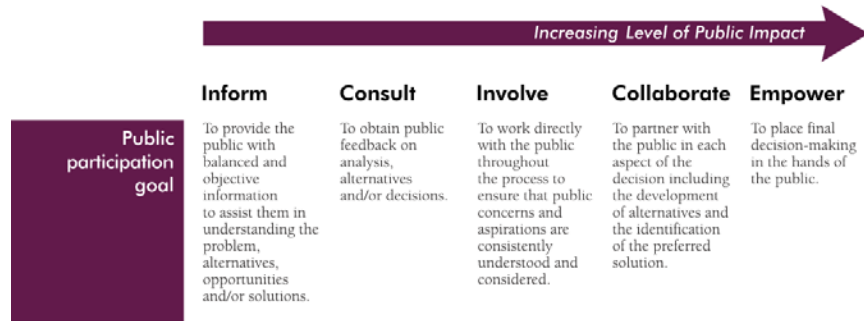 Increasing Level of Public Impact
Inform
Consult
Involve
Collaborate
Empower
Public
participation
goal
To provide the
public with
balanced and
objective
information
to assist them in
understanding the
problem,
alternatives,
opportunities
and/or solutions.
To obtain public
feedback on
analysis,
alternatives
and/or decisions.
To work directly
with the public
throughout
the process to
ensure that public
concerns and
aspirations are
consistently
understood and
considered.
To partner with
the public in each
aspect of the
decision including
the development
of alternatives and
the identification
of the preferred
solution.
To place final
decision-making
in the hands of
the public.